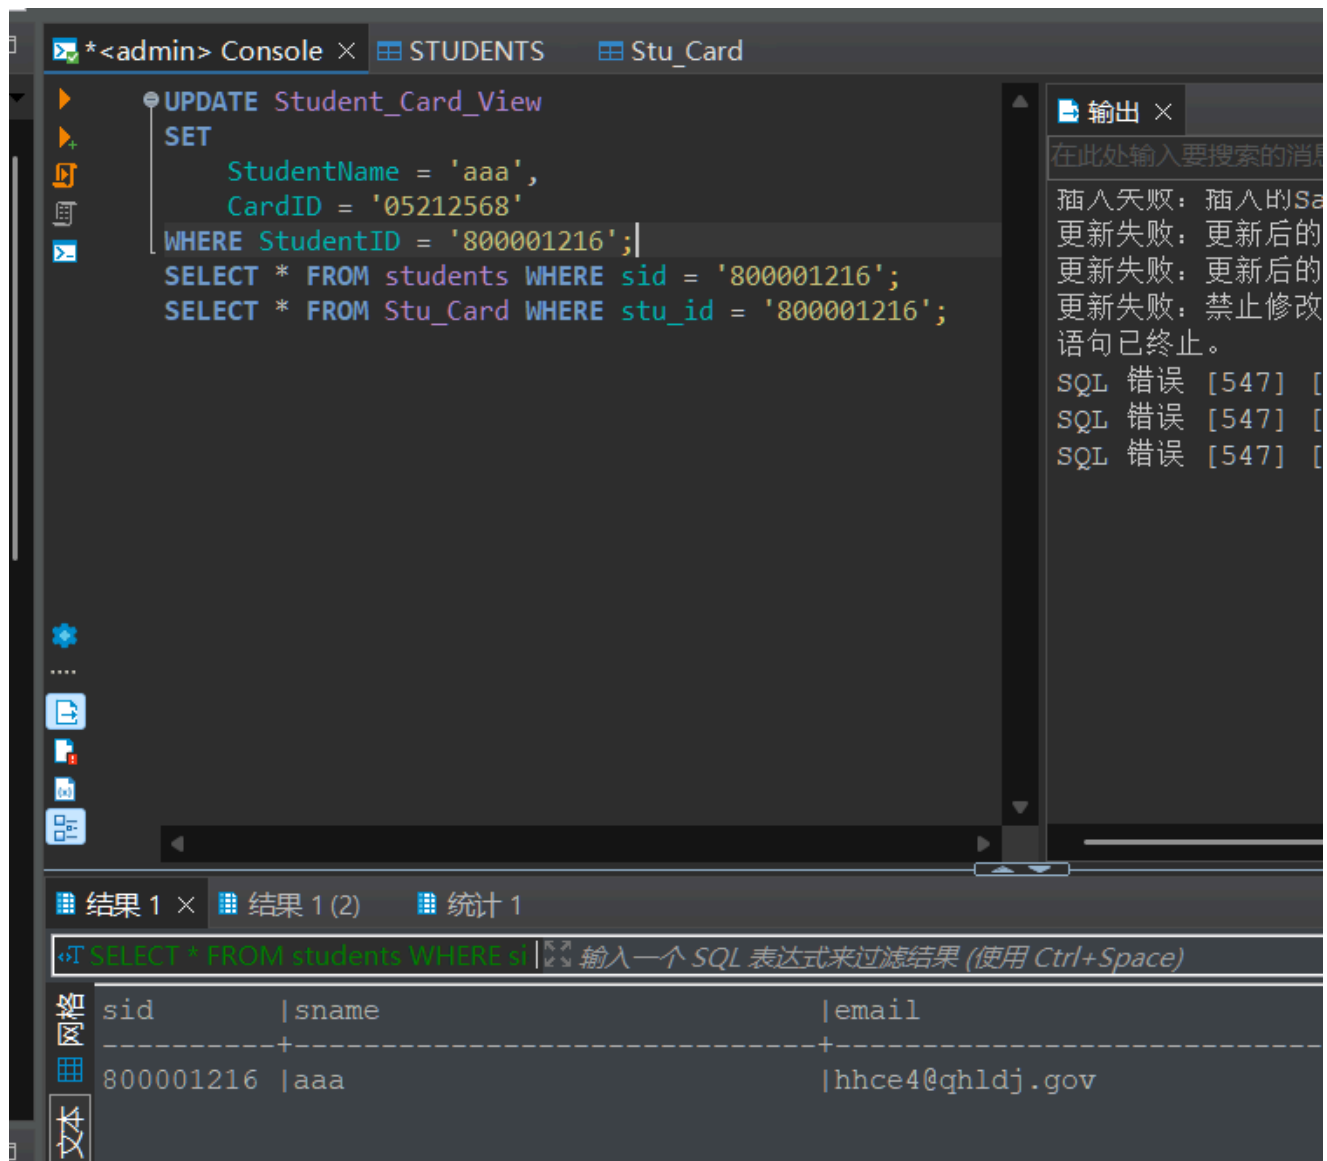 *<admin> Console
STUDENTS
Stu_Card
UPDATE Student_Card_View
SET
StudentName = 'aaa',
CardID = '05212568'
WHERE StudentID = '800001216';
SELECT * FROM students WHERE sid = '800001216';
SELECT * FROM Stu_Card WHERE stu_id = '800001216';
输出
在此处输入要搜索的消息
插入失败：插入的Sa
更新失败：更新后的
更新失败：更新后的
更新失败：禁止修改
语句已终止。
SQL 错误 [547] [
SQL 错误 [547] [
SQL 错误 [547] [
结果 1
结果 1 (2)
统计 1
SELECT * FROM students WHERE si
输入一个 SQL 表达式来过滤结果 (使用 Ctrl+Space)
网格
文本
sid |sname |email
----------+-------------------------------+-----------------------------
800001216 |aaa |hhce4@qhldj.gov